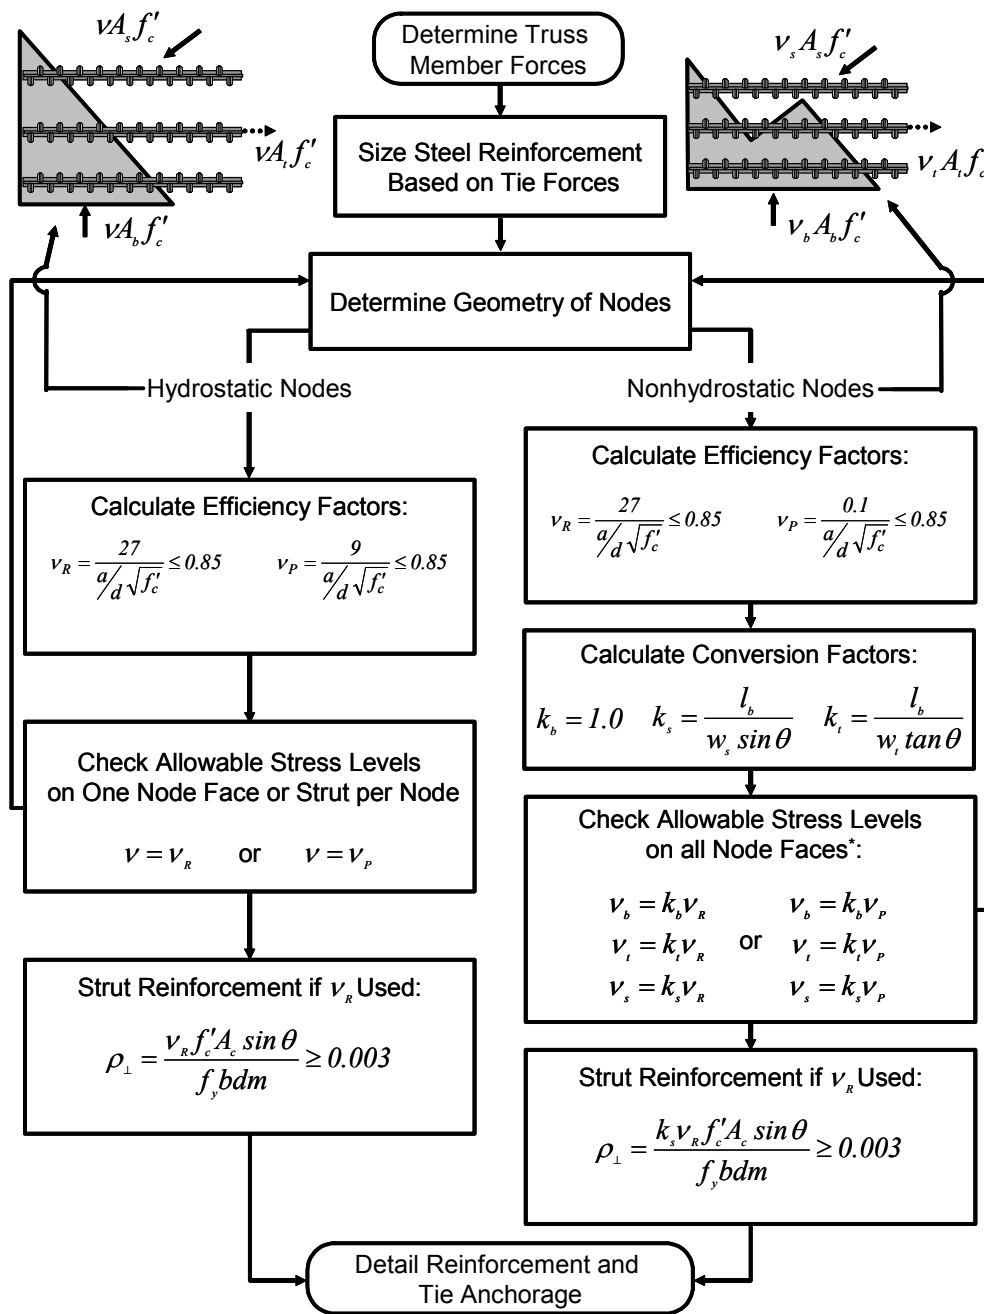 νA_s f'_c
Determine Truss
Member Forces
ν_s A_s f'_c
νA_t f'_c
Size Steel Reinforcement
Based on Tie Forces
ν_t A_t f_c
νA_b f'_c
ν_b A_b f'_c
Determine Geometry of Nodes
Hydrostatic Nodes
Nonhydrostatic Nodes
Calculate Efficiency Factors:
ν_R = 27 / (a/d √f'_c) ≤ 0.85 ν_P = 9 / (a/d √f'_c) ≤ 0.85
Check Allowable Stress Levels
on One Node Face or Strut per Node
ν = ν_R or ν = ν_P
Strut Reinforcement if ν_R Used:
ρ_⊥ = ν_R f'_c A_c sin θ / f_y bdm ≥ 0.003
Calculate Efficiency Factors:
ν_R = 27 / (a/d √f'_c) ≤ 0.85 ν_P = 0.1 / (a/d √f'_c) ≤ 0.85
Calculate Conversion Factors:
k_b = 1.0 k_s = l_b / w_s sin θ k_t = l_b / w_t tan θ
Check Allowable Stress Levels
on all Node Faces*:
ν_b = k_b ν_R ν_b = k_b ν_P
ν_t = k_t ν_R or ν_t = k_t ν_P
ν_s = k_s ν_R ν_s = k_s ν_P
Strut Reinforcement if ν_R Used:
ρ_⊥ = k_s ν_R f'_c A_c sin θ / f_y bdm ≥ 0.003
Detail Reinforcement and
Tie Anchorage